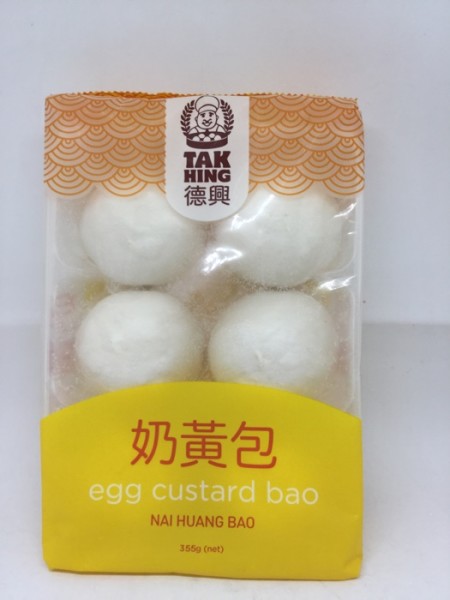 TAK
HING
德興
奶黃包
egg custard bao
NAI HUANG BAO
355g (net)